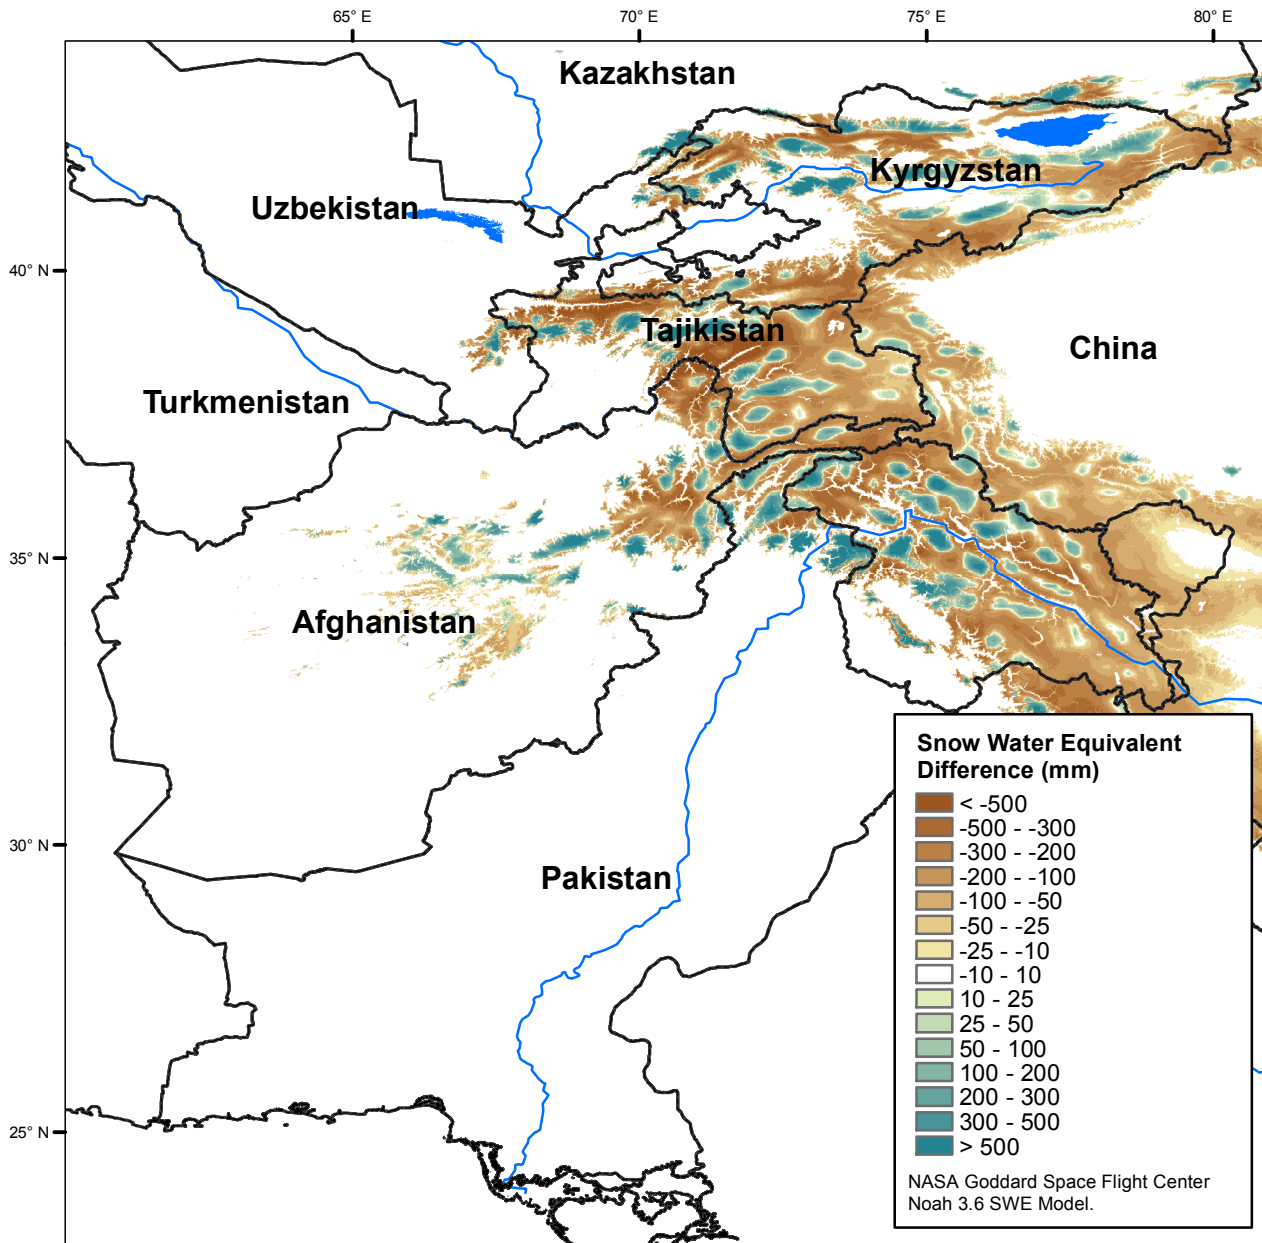 65° E
70° E
75° E
80° E
Kazakhstan
Kyrgyzstan
Uzbekistan
40° N
Tajikistan
China
Turkmenistan
35° N
Afghanistan
Snow Water Equivalent
Difference (mm)
< -500
-500 - -300
-300 - -200
-200 - -100
-100 - -50
-50 - -25
-25 - -10
-10 - 10
10 - 25
25 - 50
50 - 100
100 - 200
200 - 300
300 - 500
> 500
NASA Goddard Space Flight Center
Noah 3.6 SWE Model.
30° N
Pakistan
25° N